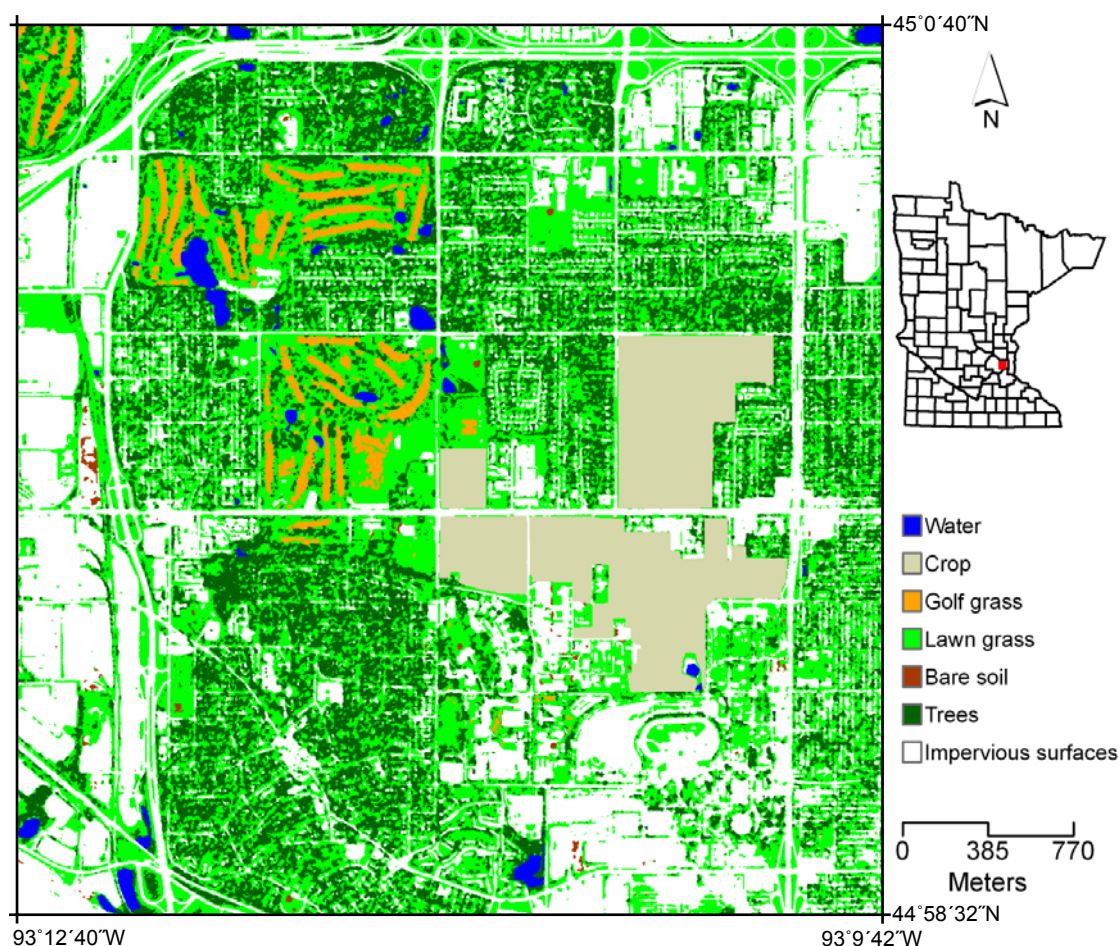 45˚0´40˝N
N
Water
Crop
Golf grass
Lawn grass
Bare soil
Trees
Impervious surfaces
0 385 770
Meters
44˚58´32˝N
93˚12´40˝W 93˚9´42˝W